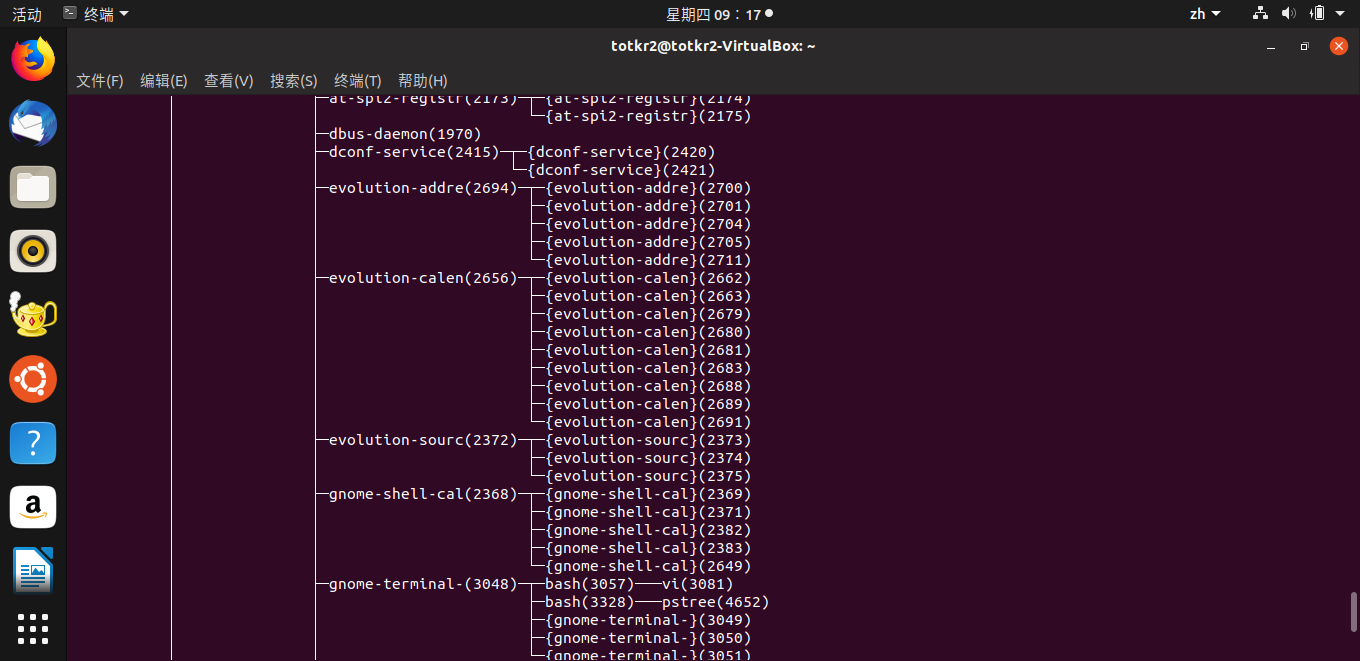 活动 终端 星期四 09：17 zh
totkr2@totkr2-VirtualBox: ~
文件(F) 编辑(E) 查看(V) 搜索(S) 终端(T) 帮助(H)
├─at-spi2-registr(2173)─┬─{at-spi2-registr}(2174)
└─{at-spi2-registr}(2175)
├─dbus-daemon(1970)
├─dconf-service(2415)─┬─{dconf-service}(2420)
└─{dconf-service}(2421)
├─evolution-addre(2694)─┬─{evolution-addre}(2700)
├─{evolution-addre}(2701)
├─{evolution-addre}(2704)
├─{evolution-addre}(2705)
└─{evolution-addre}(2711)
├─evolution-calen(2656)─┬─{evolution-calen}(2662)
├─{evolution-calen}(2663)
├─{evolution-calen}(2679)
├─{evolution-calen}(2680)
├─{evolution-calen}(2681)
├─{evolution-calen}(2683)
├─{evolution-calen}(2688)
├─{evolution-calen}(2689)
└─{evolution-calen}(2691)
├─evolution-sourc(2372)─┬─{evolution-sourc}(2373)
├─{evolution-sourc}(2374)
└─{evolution-sourc}(2375)
├─gnome-shell-cal(2368)─┬─{gnome-shell-cal}(2369)
├─{gnome-shell-cal}(2371)
├─{gnome-shell-cal}(2382)
├─{gnome-shell-cal}(2383)
└─{gnome-shell-cal}(2649)
├─gnome-terminal-(3048)─┬─bash(3057)───vi(3081)
├─bash(3328)───pstree(4652)
├─{gnome-terminal-}(3049)
├─{gnome-terminal-}(3050)
└─{gnome-terminal-}(3051)
?
a